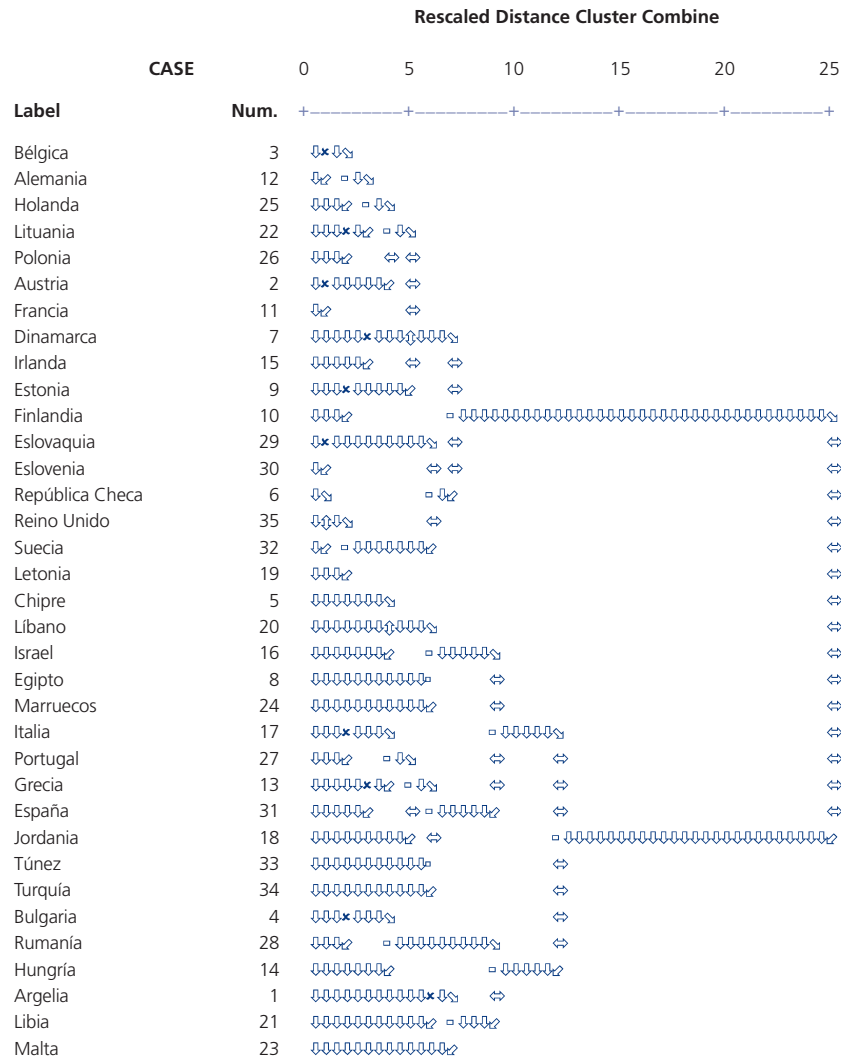 Rescaled Distance Cluster Combine
CASE 0 5 10 15 20 25
Label Num.
Bélgica 3
Alemania 12
Holanda 25
Lituania 22
Polonia 26
Austria 2
Francia 11
Dinamarca 7
Irlanda 15
Estonia 9
Finlandia 10
Eslovaquia 29
Eslovenia 30
República Checa 6
Reino Unido 35
Suecia 32
Letonia 19
Chipre 5
Líbano 20
Israel 16
Egipto 8
Marruecos 24
Italia 17
Portugal 27
Grecia 13
España 31
Jordania 18
Túnez 33
Turquía 34
Bulgaria 4
Rumanía 28
Hungría 14
Argelia 1
Libia 21
Malta 23